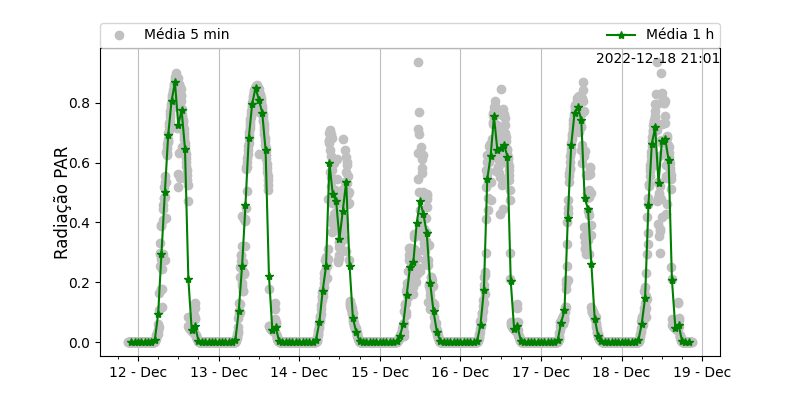 Média 5 min
Média 1 h
2022-12-18 21:01
Radiação PAR
0.8
0.6
0.4
0.2
0.0
12 - Dec
13 - Dec
14 - Dec
15 - Dec
16 - Dec
17 - Dec
18 - Dec
19 - Dec